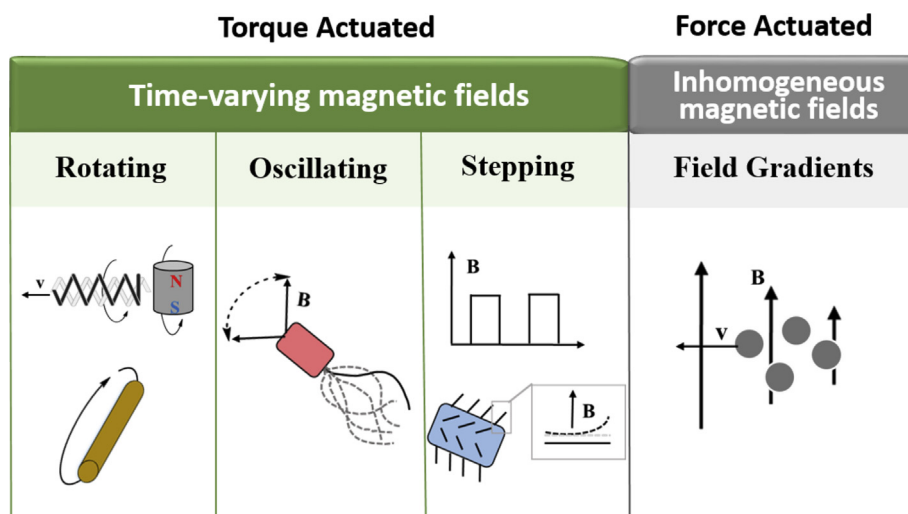 Torque Actuated
Force Actuated
Time-varying magnetic fields
Inhomogeneous
magnetic fields
Rotating
Oscillating
Stepping
Field Gradients
v
N
S
B
B
B
B
v